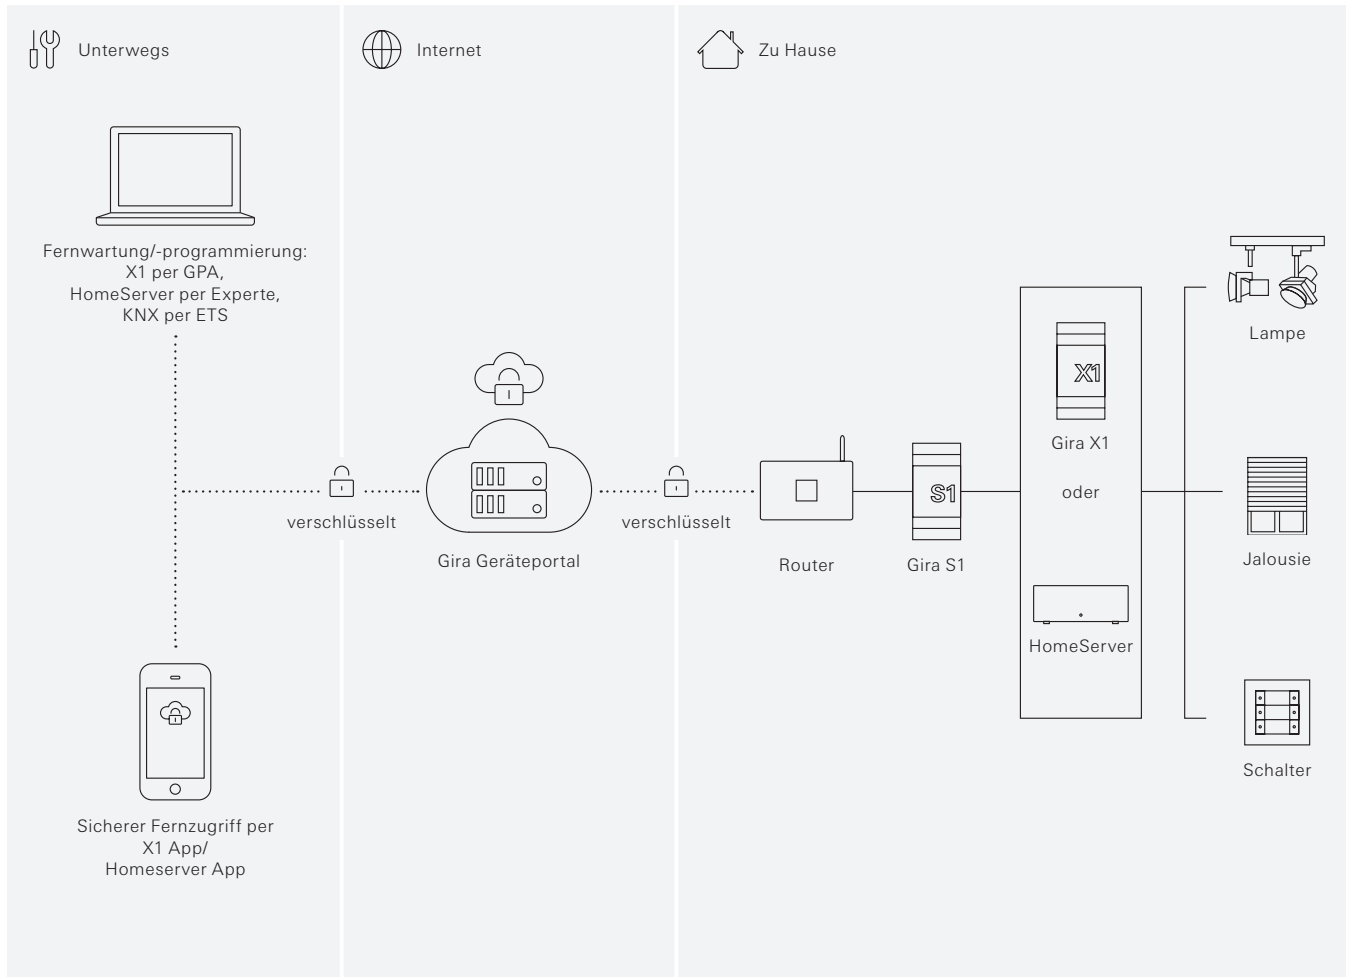 Unterwegs
Internet
Zu Hause
Fernwartung/-programmierung:
X1 per GPA,
HomeServer per Experte,
KNX per ETS
Lampe
X1
Gira X1
oder
S1
verschlüsselt
verschlüsselt
Gira Geräteportal
Router
Gira S1
Jalousie
HomeServer
Schalter
Sicherer Fernzugriff per
X1 App/
Homeserver App